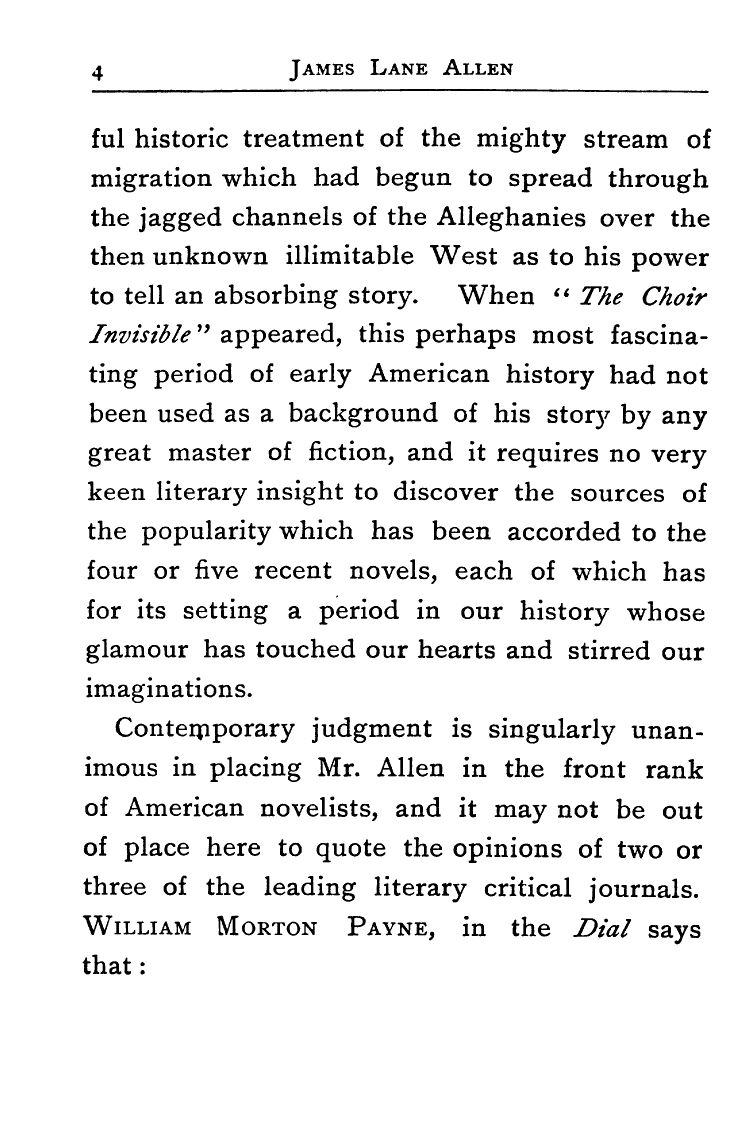 4 JAMES LANE ALLEN
ful historic treatment of the mighty stream of
migration which had begun to spread through
the jagged channels of the Alleghanies over the
then unknown illimitable West as to his power
to tell an absorbing story. When “ The Choir
Invisible” appeared, this perhaps most fascina-
ting period of early American history had not
been used as a background of his story by any
great master of fiction, and it requires no very
keen literary insight to discover the sources of
the popularity which has been accorded to the
four or five recent novels, each of which has
for its setting a period in our history whose
glamour has touched our hearts and stirred our
imaginations.
Contemporary judgment is singularly unan-
imous in placing Mr. Allen in the front rank
of American novelists, and it may not be out
of place here to quote the opinions of two or
three of the leading literary critical journals.
WILLIAM MORTON PAYNE, in the Dial says
that :